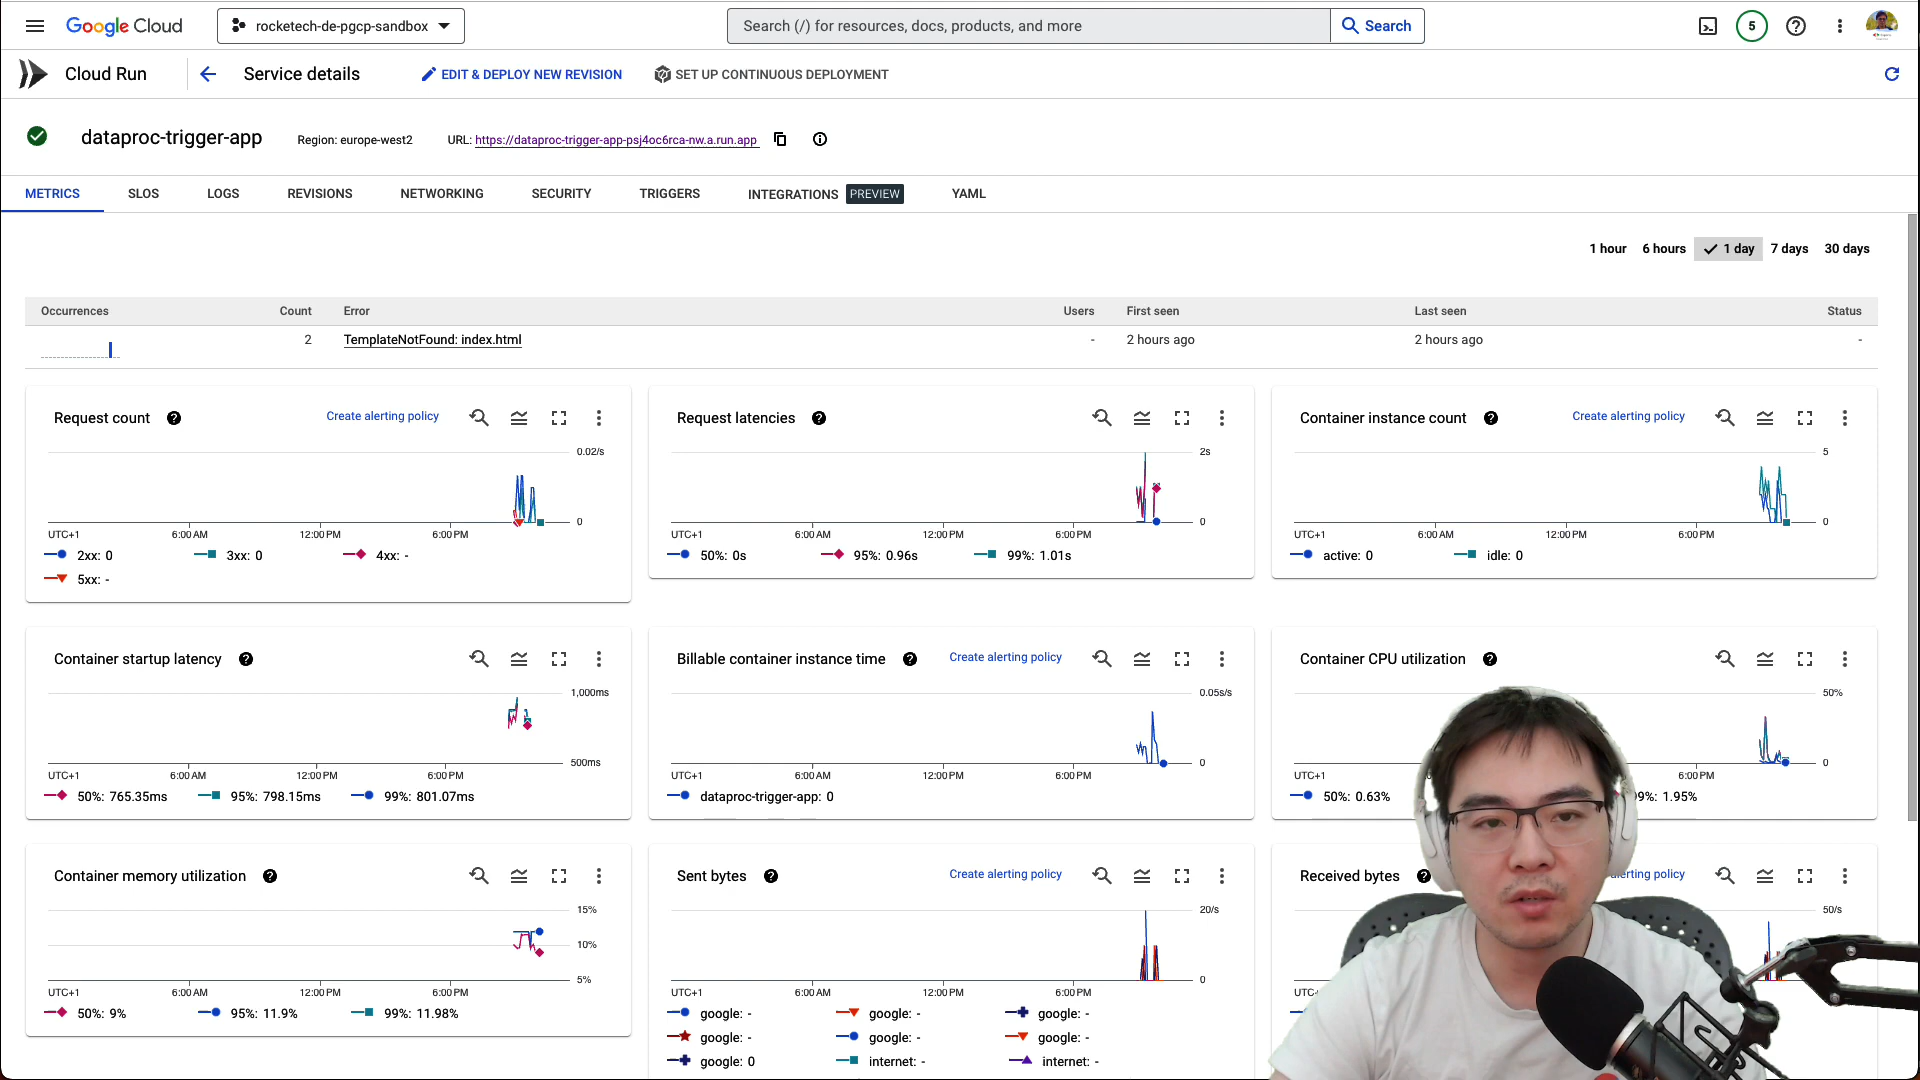 Google Cloud
rocketech-de-pgcp-sandbox
Search (/) for resources, docs, products, and more
Search
5
Cloud Run
Service details
EDIT & DEPLOY NEW REVISION
SET UP CONTINUOUS DEPLOYMENT
dataproc-trigger-app
Region: europe-west2
URL: https://dataproc-trigger-app-psj4oc6rca-nw.a.run.app
METRICS
SLOS
LOGS
REVISIONS
NETWORKING
SECURITY
TRIGGERS
INTEGRATIONS PREVIEW
YAML
1 hour 6 hours 1 day 7 days 30 days
Occurrences Count Error Users First seen Last seen Status
2 TemplateNotFound: index.html - 2 hours ago 2 hours ago -
Request count
Create alerting policy
0.02/s
0
UTC+1 6:00 AM 12:00 PM 6:00 PM
2xx: 0 3xx: 0 4xx: -
5xx: -
Request latencies
2s
0
UTC+1 6:00 AM 12:00 PM 6:00 PM
50%: 0s 95%: 0.96s 99%: 1.01s
Container instance count
Create alerting policy
5
0
UTC+1 6:00 AM 12:00 PM 6:00 PM
active: 0 idle: 0
Container startup latency
1,000ms
500ms
UTC+1 6:00 AM 12:00 PM 6:00 PM
50%: 765.35ms 95%: 798.15ms 99%: 801.07ms
Billable container instance time
Create alerting policy
0.05s/s
0
UTC+1 6:00 AM 12:00 PM 6:00 PM
dataproc-trigger-app: 0
Container CPU utilization
50%
0
UTC+1 6:00 PM
50%: 0.63% 99%: 1.95%
Container memory utilization
15%
10%
5%
UTC+1 6:00 AM 12:00 PM 6:00 PM
50%: 9% 95%: 11.9% 99%: 11.98%
Sent bytes
Create alerting policy
20/s
0
UTC+1 6:00 AM 12:00 PM 6:00 PM
google: - google: - google: -
google: - google: - google: -
google: 0 internet: - internet: -
Received bytes
alerting policy
50/s
0